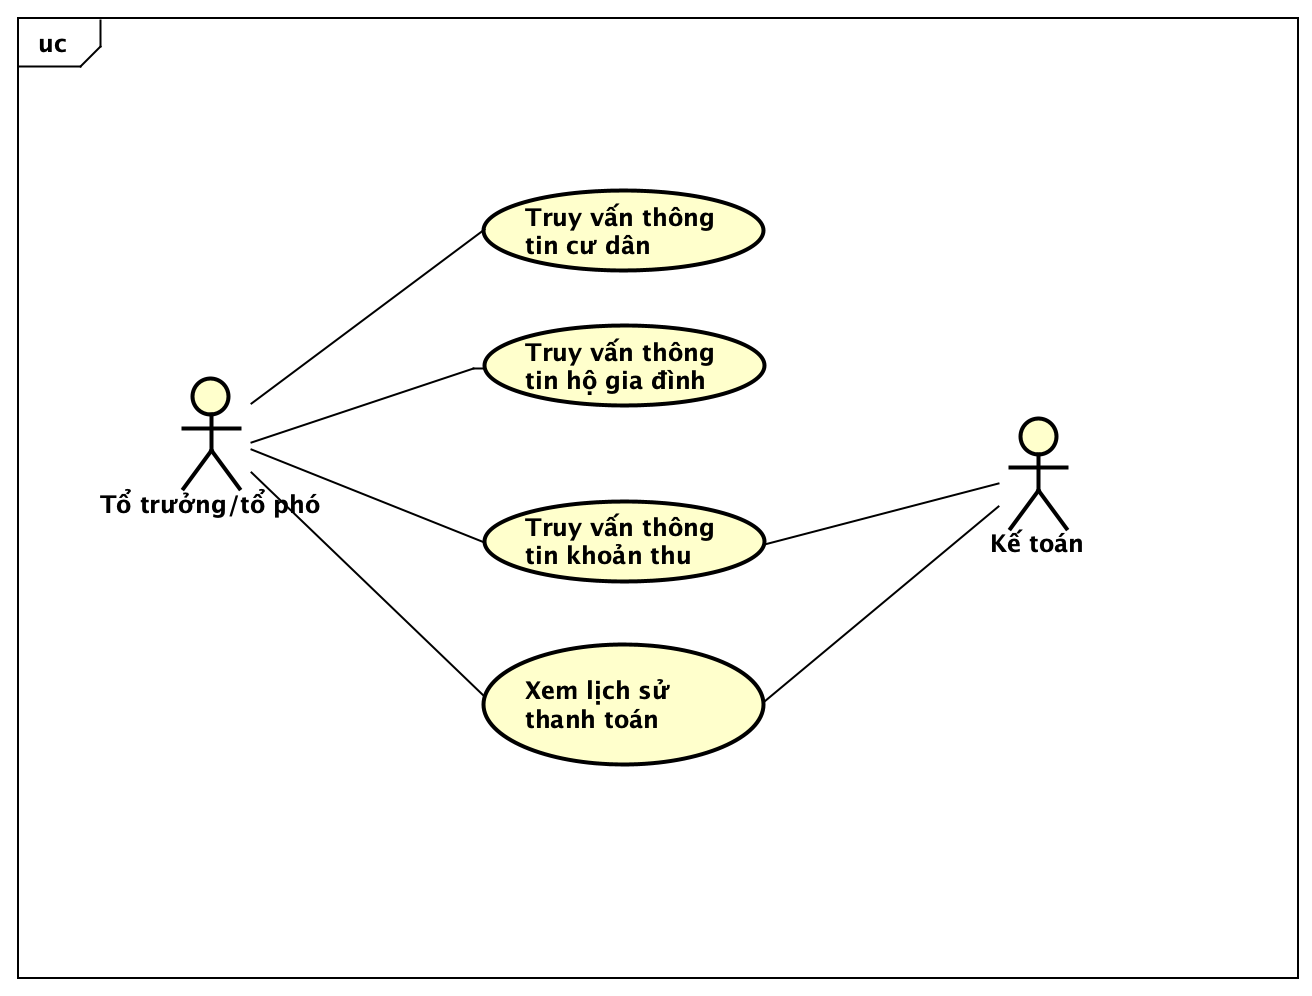 uc
Truy vấn thông
tin cư dân
Truy vấn thông
tin hộ gia đình
Tổ trưởng/tổ phó
Truy vấn thông
tin khoản thu
Kế toán
Xem lịch sử
thanh toán